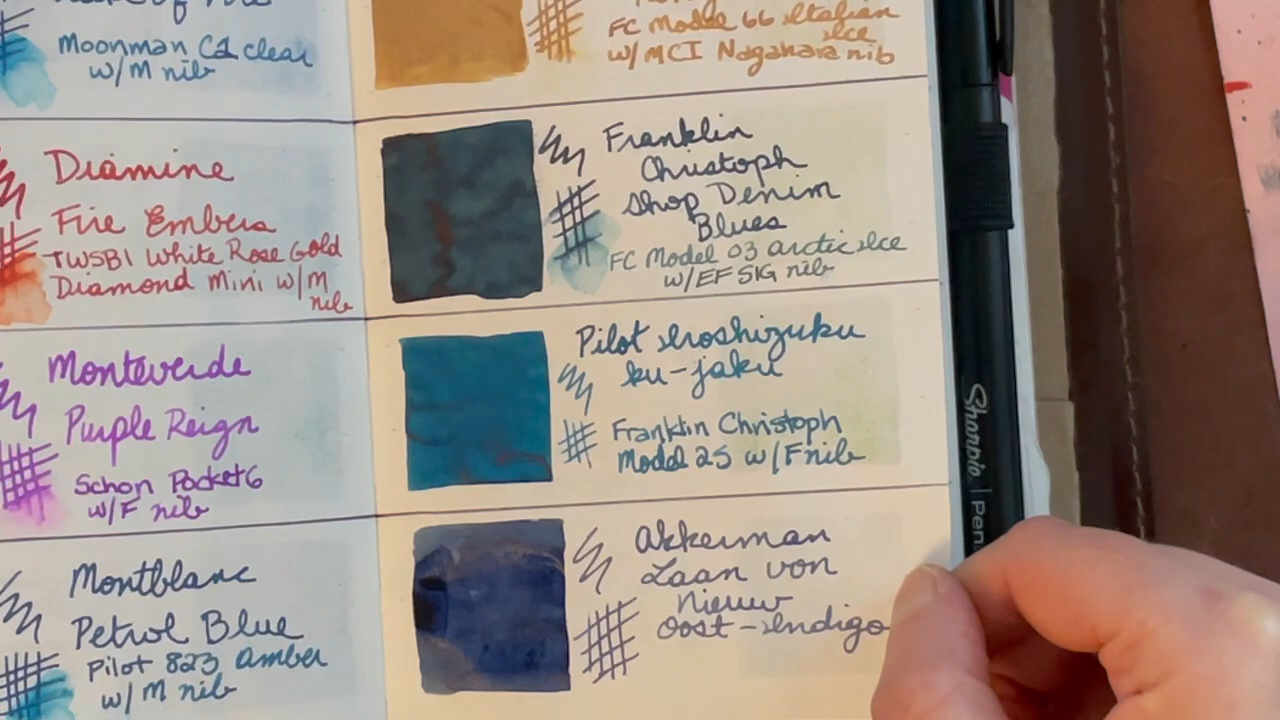 Moonman C1 clear
w/M nib
Diamine
Fire Embers
TWSBI White Rose Gold
Diamond Mini w/M
nib
Monteverde
Purple Reign
Schon Pocket 6
w/F nib
Montblanc
Petrol Blue
Pilot 823 amber
w/M nib
FC Model 66 Italian
Ice
w/MCI Nagahara nib
Franklin
Christoph
Shop Denim
Blues
FC Model 03 arctic Ice
w/EF SIG nib
Pilot Iroshizuku
ku-jaku
Franklin Christoph
Model 25 w/F nib
Akkerman
Laan von
Nieuw
Oost-Indigo
Sharpie | Pen